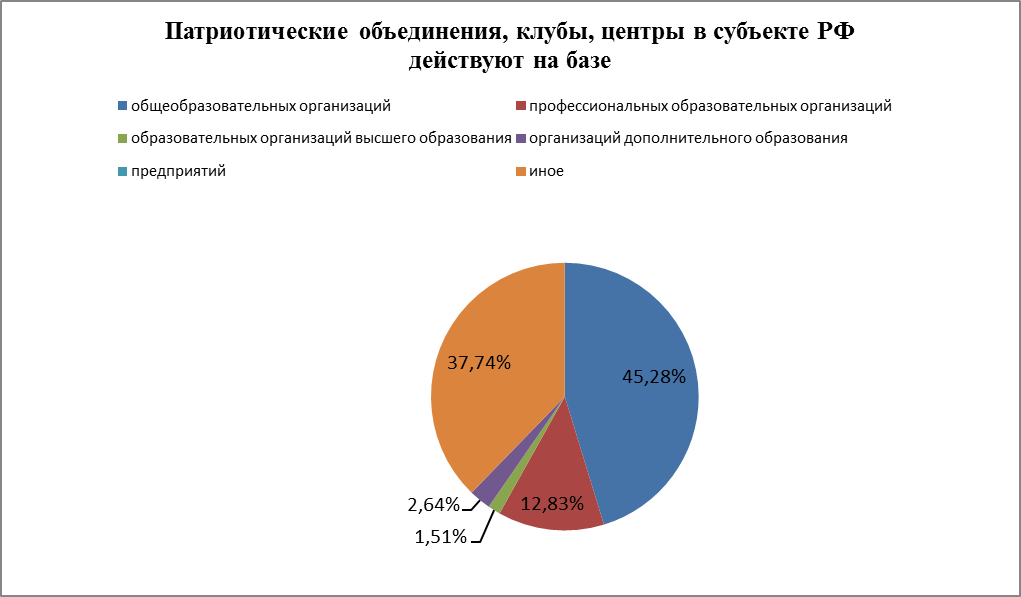 Патриотические объединения, клубы, центры в субъекте РФ
действуют на базе
общеобразовательных организаций
профессиональных образовательных организаций
образовательных организаций высшего образования
организаций дополнительного образования
предприятий
иное
37,74%
45,28%
2,64%
12,83%
1,51%